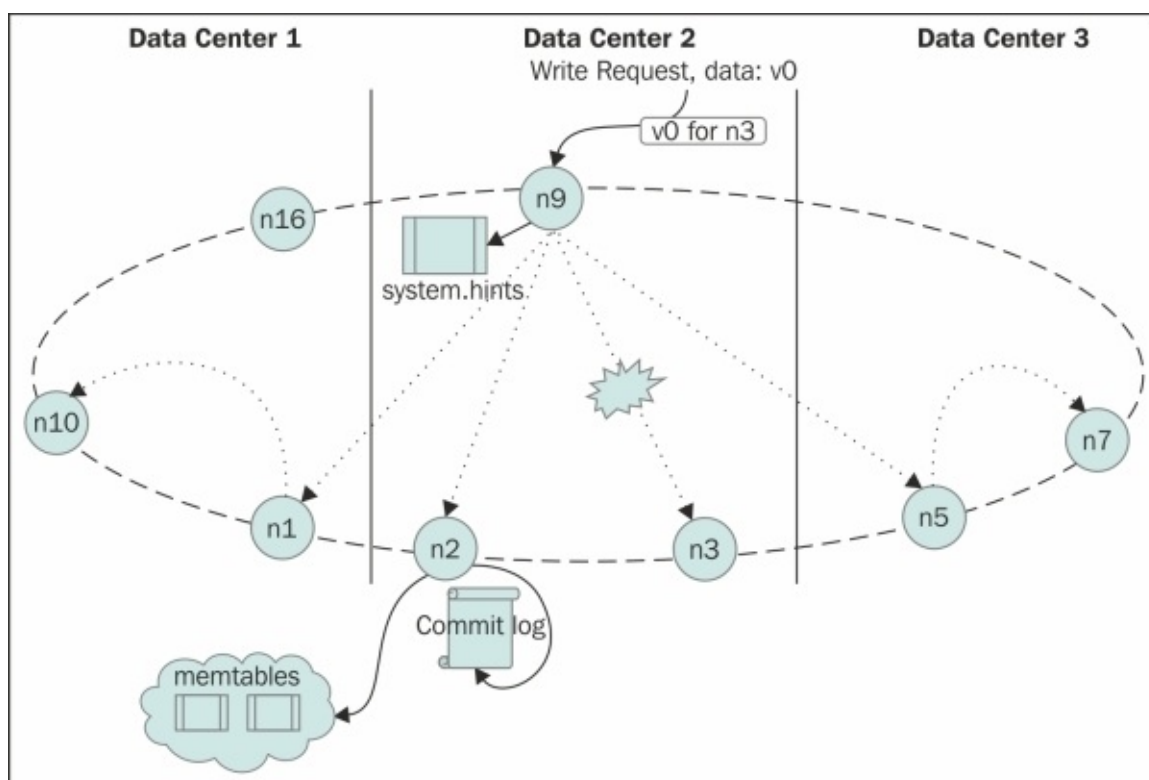 Data Center 1
Data Center 2
Data Center 3
Write Request, data: v0
v0 for n3
n9
n16
system.hints
n10
n7
n5
n1
n2
n3
Commit log
memtables